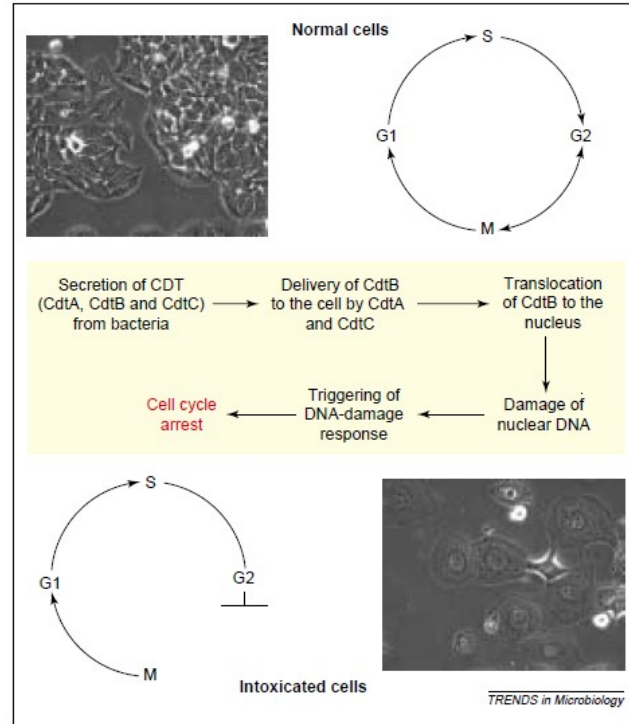 Normal cells
S
G1
G2
M
Secretion of CDT
(CdtA, CdtB and CdtC)
from bacteria
Delivery of CdtB
to the cell by CdtA
and CdtC
Translocation
of CdtB to the
nucleus
Damage of
nuclear DNA
Triggering of
DNA-damage
response
Cell cycle
arrest
S
G1
G2
M
Intoxicated cells
TRENDS in Microbiology